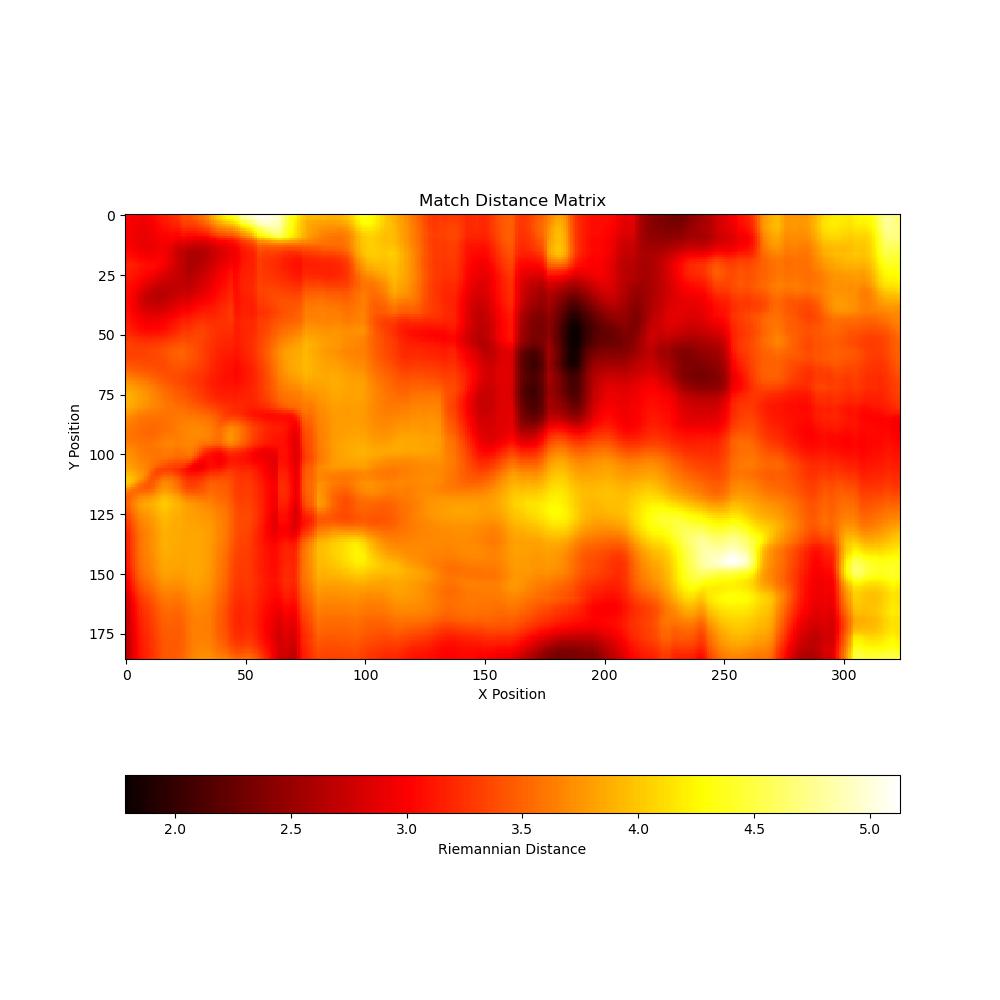 Match Distance Matrix
0
25
50
75
100
125
150
175
Y Position
0 50 100 150 200 250 300
X Position
2.0 2.5 3.0 3.5 4.0 4.5 5.0
Riemannian Distance